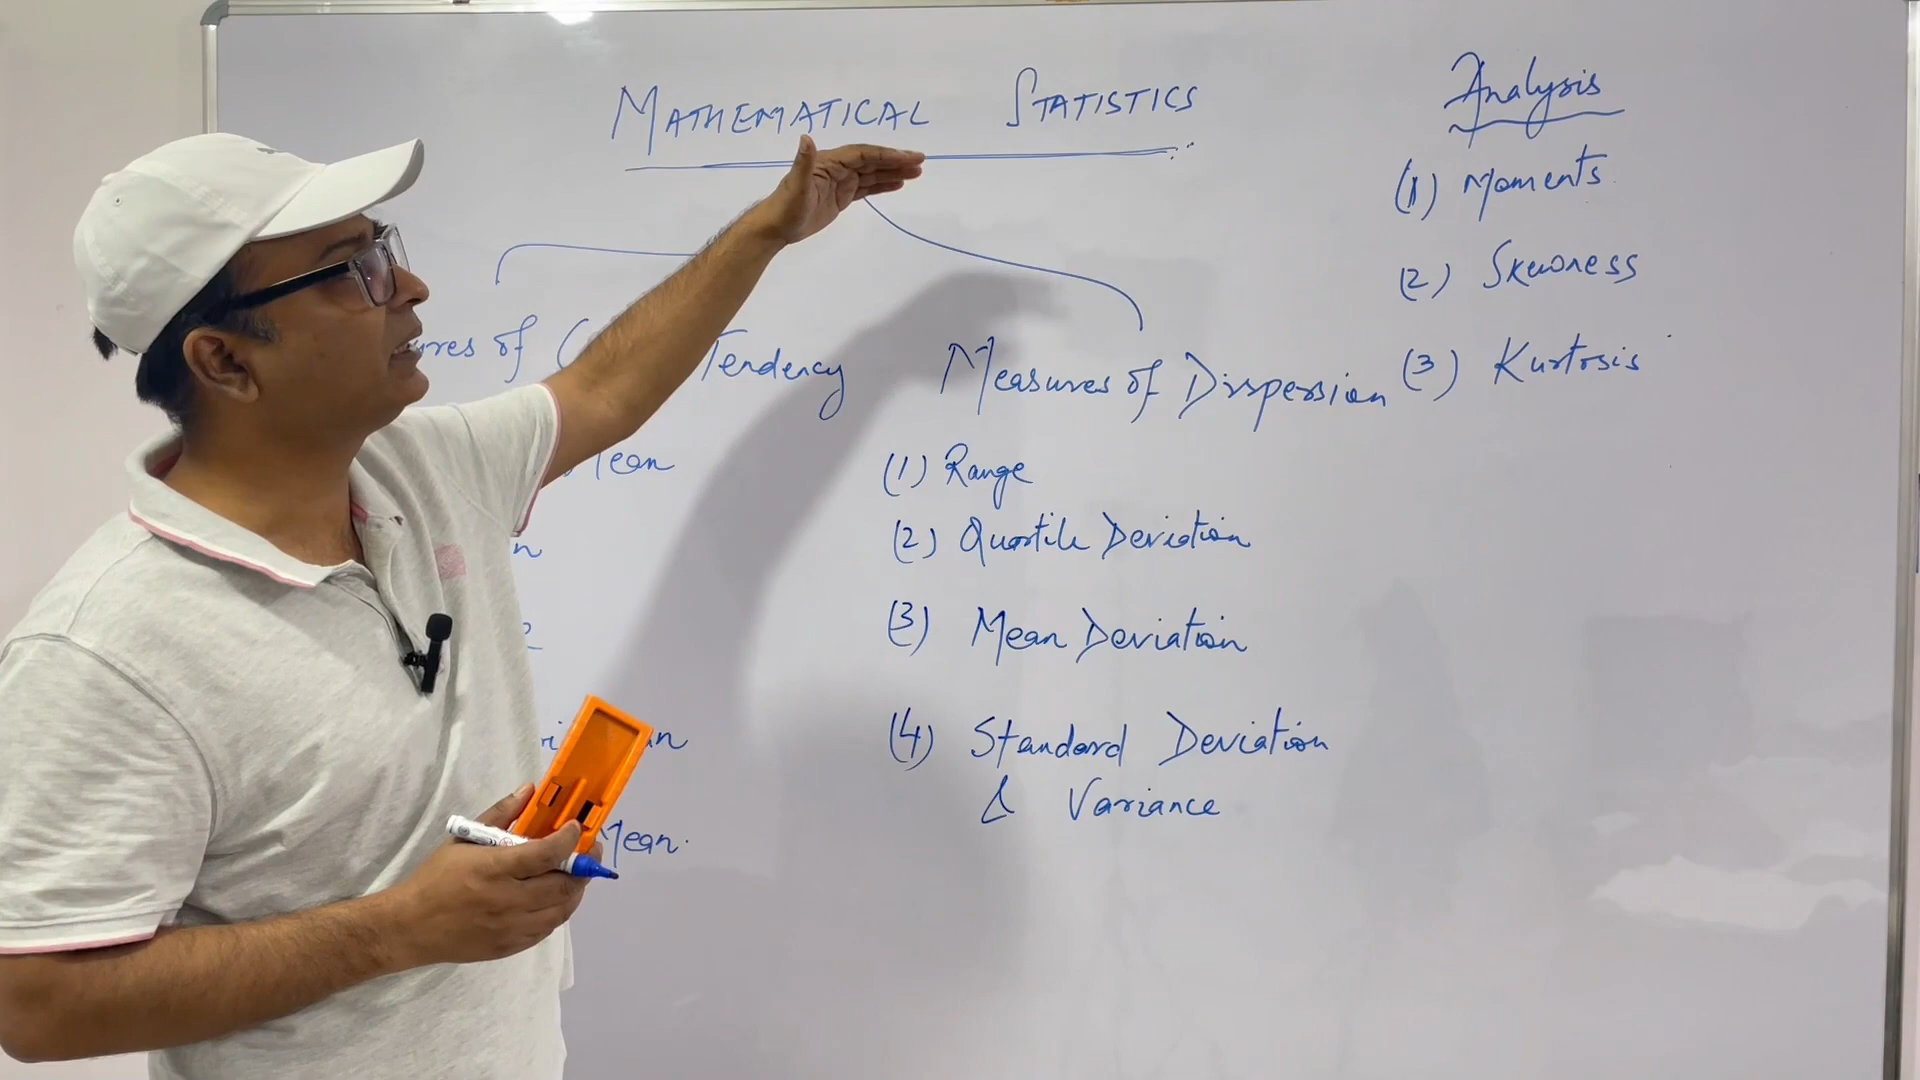 MATHEMATICAL STATISTICS
of Tendency
Mean
Measures of Dispersion
(1) Range
(2) Quartile Deviation
(3) Mean Deviation
(4) Standard Deviation
& Variance
Analysis
(1) Moments
(2) Skewness
(3) Kurtosis
Mean.